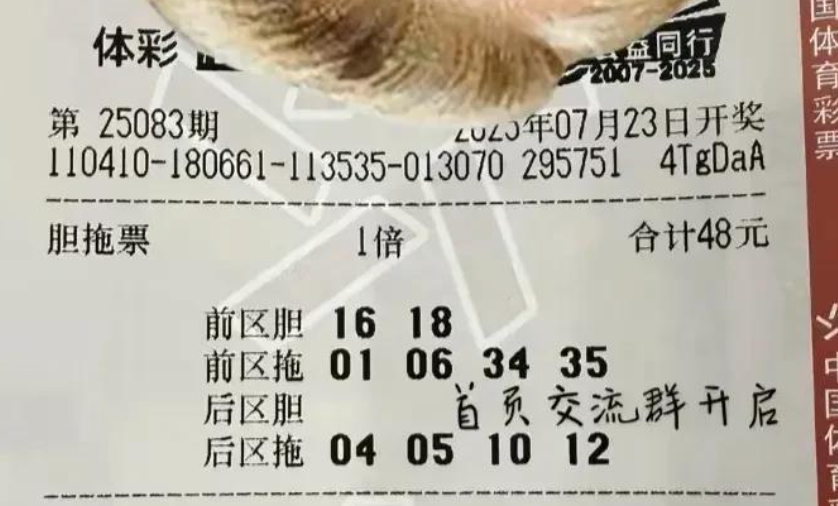 体彩
益同行
2007-2025
第 25083期
2025年07月23日开奖
110410-180661-113535-013070 295751 4TgDaA
胆拖票 1倍 合计48元
前区胆 16 18
前区拖 01 06 34 35
后区胆
首页交流群开启
后区拖 04 05 10 12
国体育彩票
中国体育